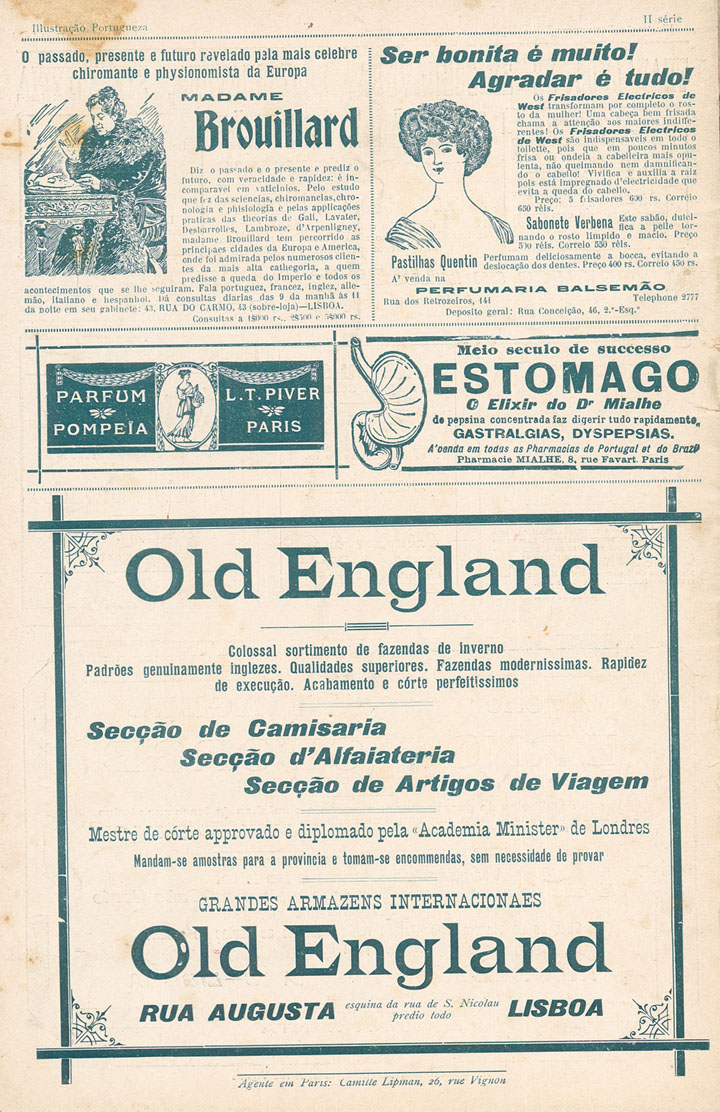 Illustração Portugueza
II série
O passado, presente e futuro revelado pela mais celebre
chiromante e physionomista da Europa
MADAME
Brouillard
Diz o passado e o presente e prediz o
futuro, com veracidade e rapidez: é in-
comparavel em vaticinios. Pelo estudo
que fez das sciencias, chiromancias, chro-
nologia e phisiologia e pelas applicações
praticas das theorias de Gall, Lavater,
Desbarrolles, Lambroze, d'Arpenligney,
madame Brouillard tem percorrido as
principaes cidades da Europa e America,
onde foi admirada pelos numerosos clien-
tes da mais alta cathegoria, a quem
predisse a queda do Imperio e todos os
acontecimentos que se lhe seguiram. Fala portuguez, francez, inglez, alle-
mão, italiano e hespanhol. Dá consultas diarias das 9 da manhã ás 11
da noite em seu gabinete: 43, RUA DO CARMO, 43 (sobre-loja)—LISBOA.
Consultas a 1$000 rs. 2$500 e 5$000 rs.
Ser bonita é muito!
Agradar é tudo!
Os Frisadores Electricos de
West transformam por completo o ros-
to da mulher! Uma cabeça bem frisada
chama a attenção aos maiores indiffe-
rentes! Os Frisadores Electricos
de West são indispensaveis em todo o
toilette, pois que em poucos minutos
frisa ou ondeia a cabeleira mais opu-
lenta, não queimando nem damnifican-
do o cabello! Vivifica e auxilia a raiz
pois está impregnado d'electricidade que
evita a queda do cabello.
Preço: 5 frisadores 600 rs. Correio
650 réis.
Sabonete Verbena Este sabão, dulci-
fica a pelle tor-
nando o rosto limpido e macio. Preço
500 réis. Correio 550 réis.
Pastilhas Quentin Perfumam deliciosamente a bocca, evitando a
deslocação dos dentes. Preço 400 rs. Correio 450 rs.
A' venda na
PERFUMARIA BALSEMÃO
Rua dos Retrozeiros, 141 Telephone 2777
Deposito geral: Rua Conceição, 46, 2.º-Esq.º
PARFUM
POMPEÏA
L.T. PIVER
PARIS
Meio seculo de successo
ESTOMAGO
O Elixir do Dr Mialhe
de pepsina concentrada faz digerir tudo rapidamente,
GASTRALGIAS, DYSPEPSIAS.
A'venda em todas as Pharmacias de Portugal et do Brazil
Pharmacie MIALHE, 8, rue Favart. Paris
Old England
Colossal sortimento de fazendas de inverno
Padrões genuinamente inglezes. Qualidades superiores. Fazendas modernissimas. Rapidez
de execução. Acabamento e córte perfeitissimos
Secção de Camisaria
Secção d'Alfaiateria
Secção de Artigos de Viagem
Mestre de córte approvado e diplomado pela «Academia Minister» de Londres
Mandam-se amostras para a provincia e tomam-se encommendas, sem necessidade de provar
GRANDES ARMAZENS INTERNACIONAES
Old England
RUA AUGUSTA esquina da rua de S. Nicolau
predio todo LISBOA
Agente em Paris: Camille Lipman, 26, rue Vignon